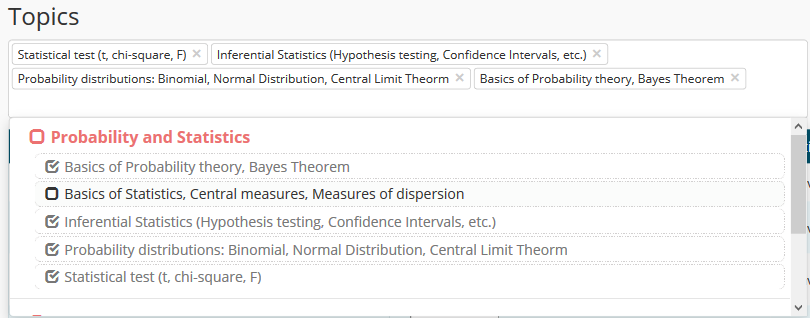 Topics
Statistical test (t, chi-square, F) × Inferential Statistics (Hypothesis testing, Confidence Intervals, etc.) ×
Probability distributions: Binomial, Normal Distribution, Central Limit Theorm × Basics of Probability theory, Bayes Theorem ×
Probability and Statistics
Basics of Probability theory, Bayes Theorem
Basics of Statistics, Central measures, Measures of dispersion
Inferential Statistics (Hypothesis testing, Confidence Intervals, etc.)
Probability distributions: Binomial, Normal Distribution, Central Limit Theorm
Statistical test (t, chi-square, F)